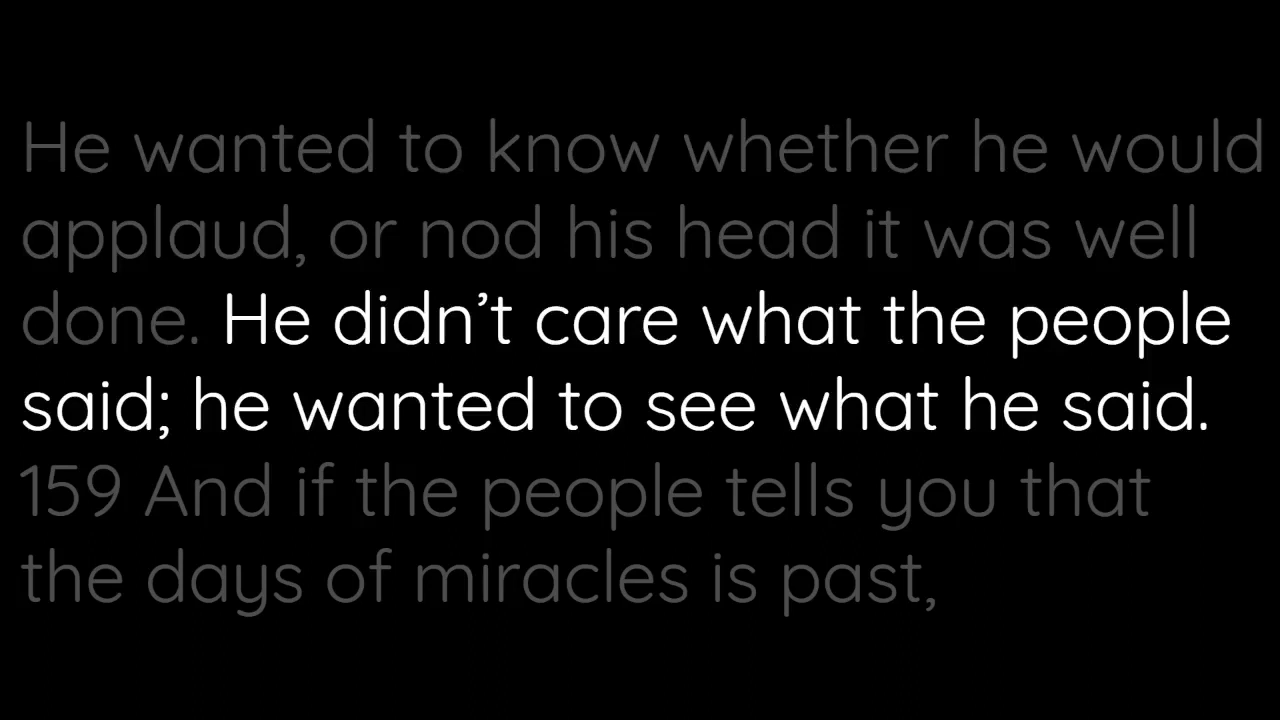 He wanted to know whether he would
applaud, or nod his head it was well
done. He didn’t care what the people
said; he wanted to see what he said.
159 And if the people tells you that
the days of miracles is past,